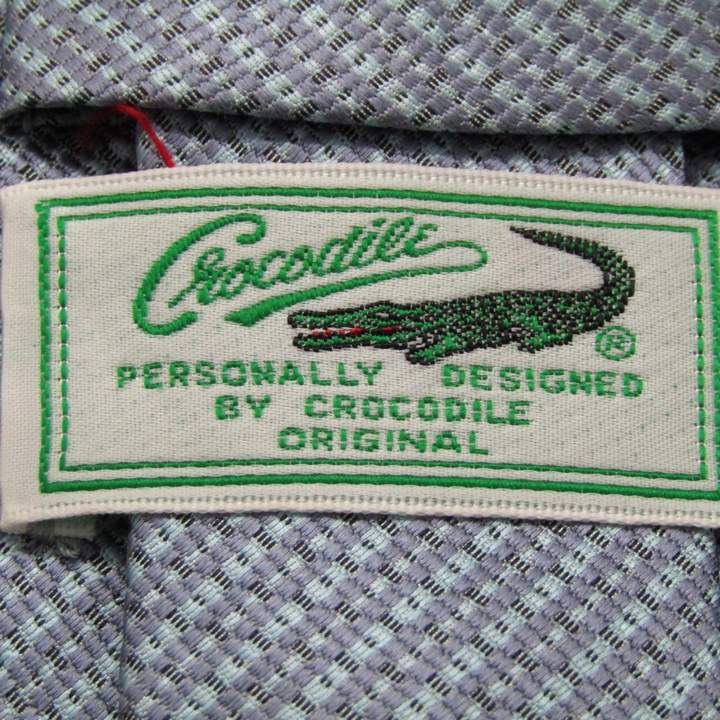 Crocodile ®
PERSONALLY DESIGNED
BY CROCODILE
ORIGINAL